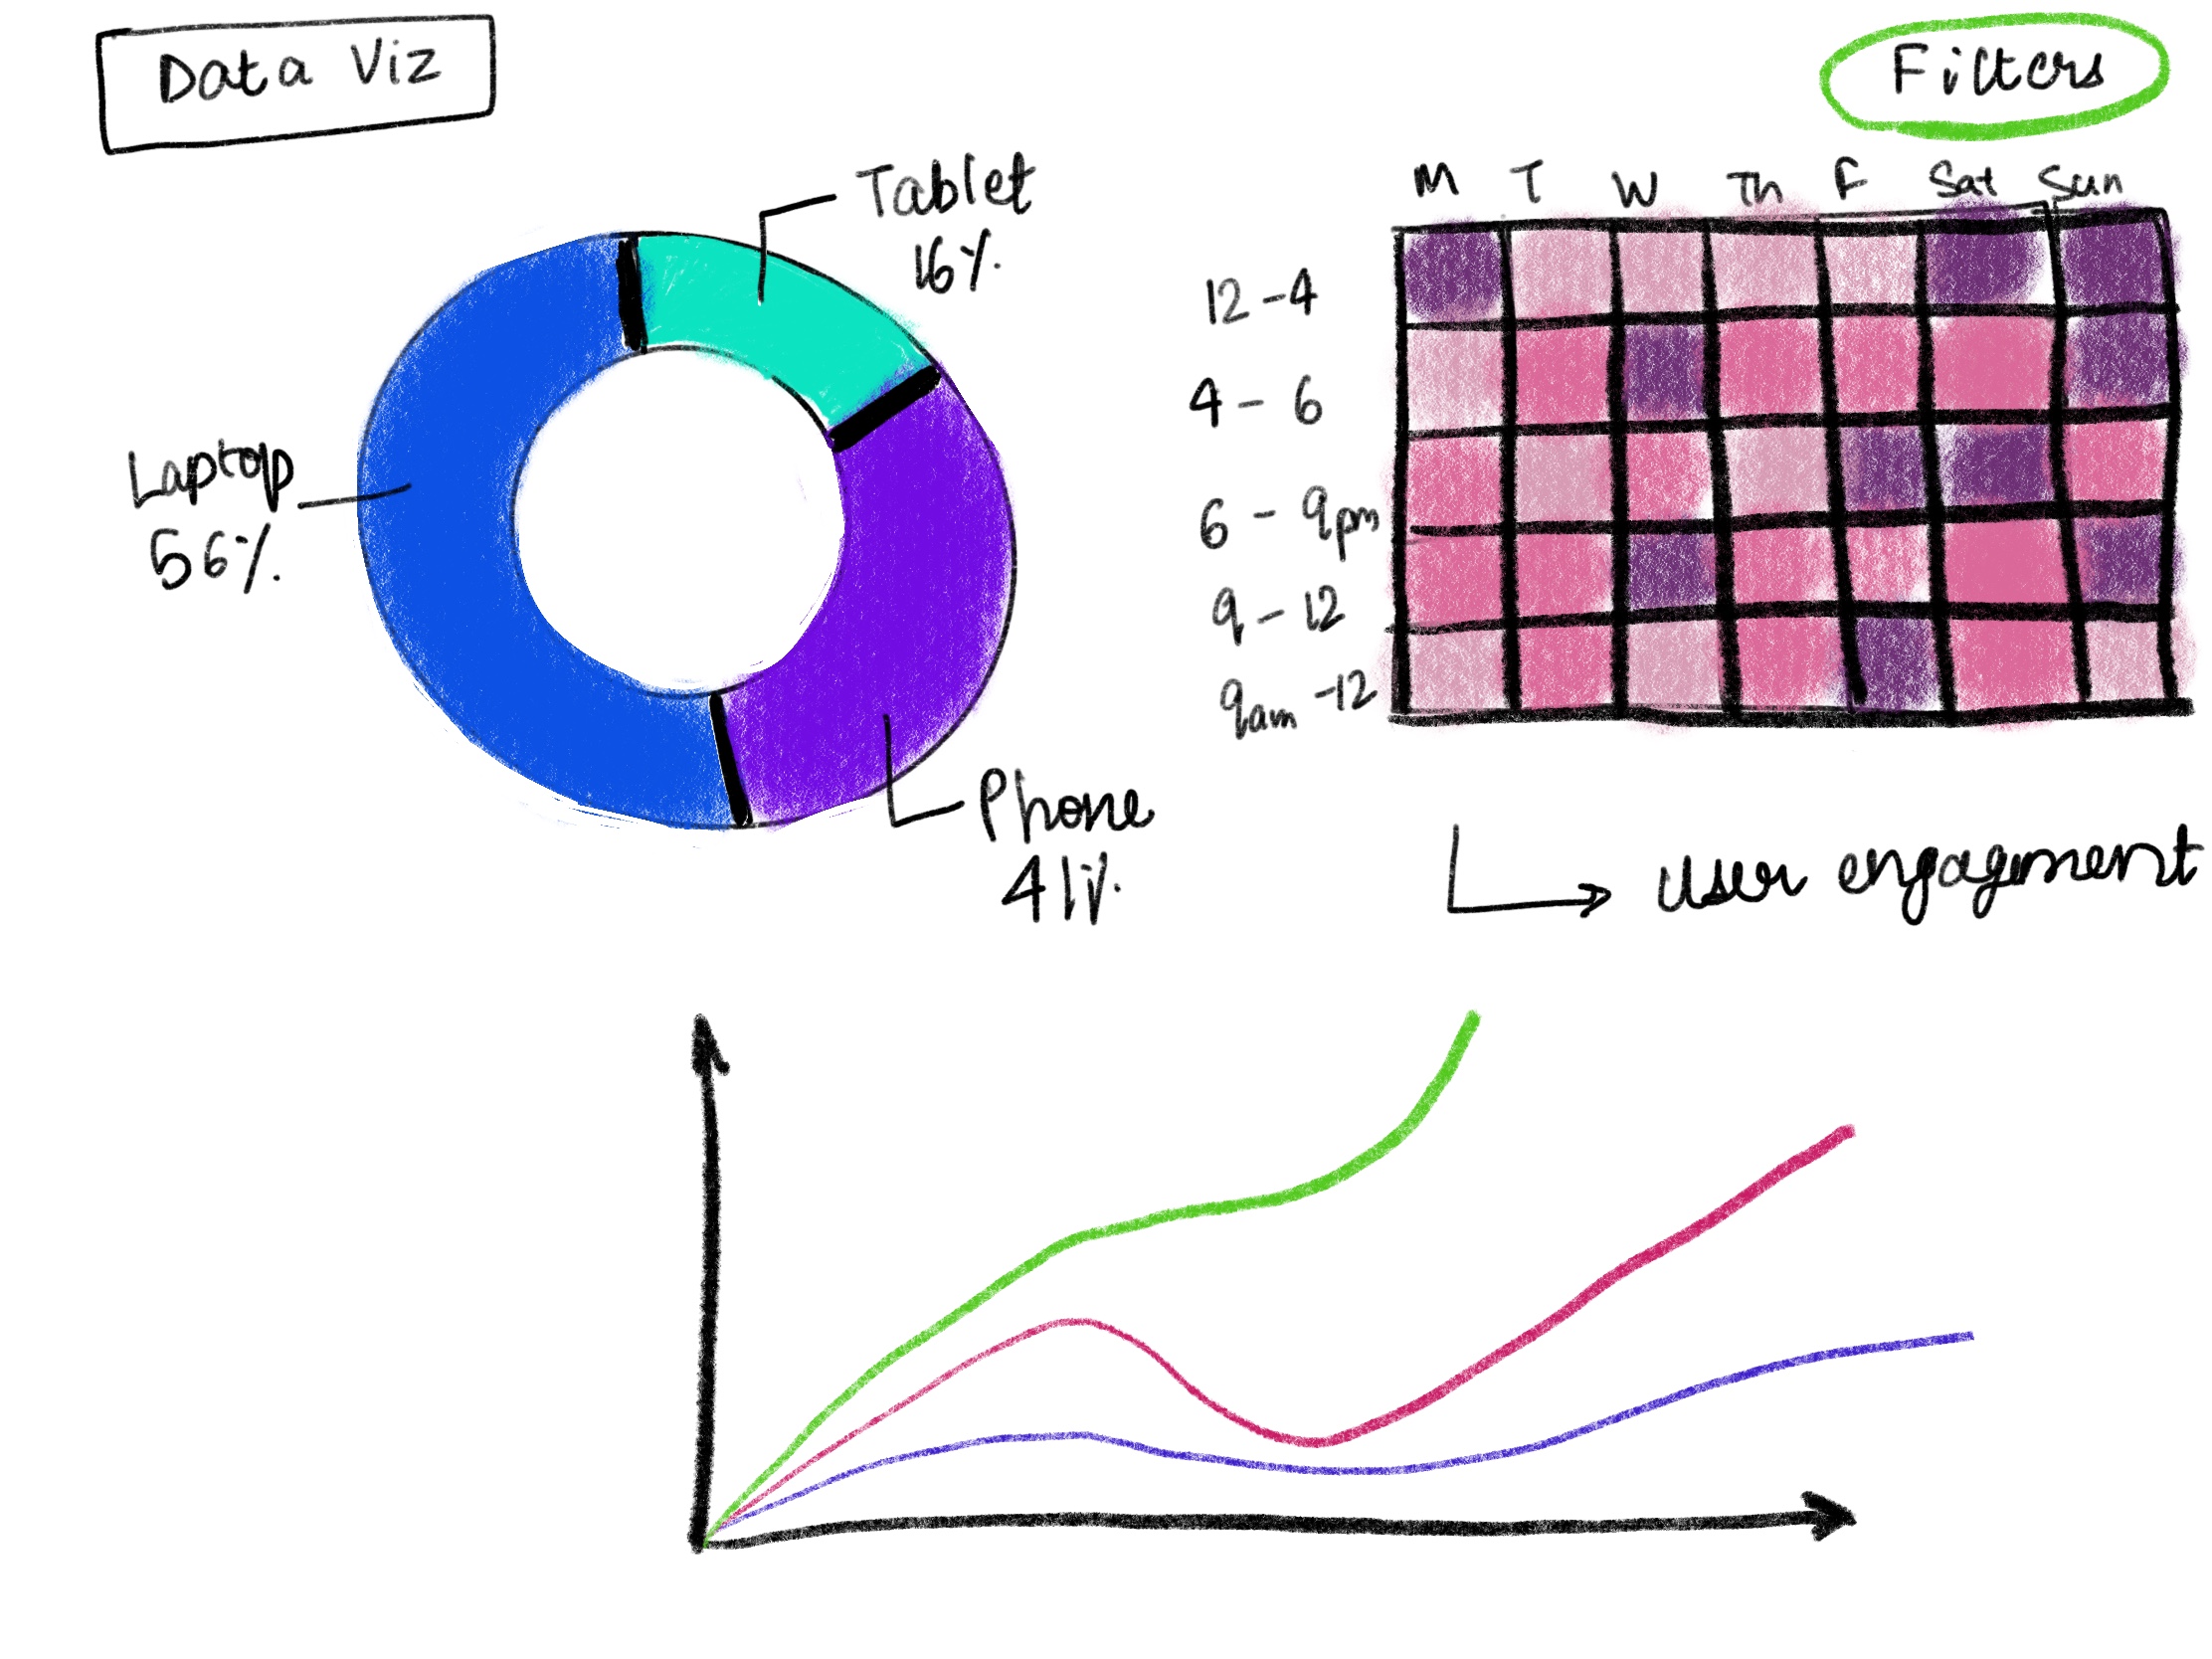 Data Viz
Filters
Tablet
16%
Laptop
56%
Phone
41%
M T W Th F Sat Sun
12-4
4-6
6-9pm
9-12
9am-12
user engagement